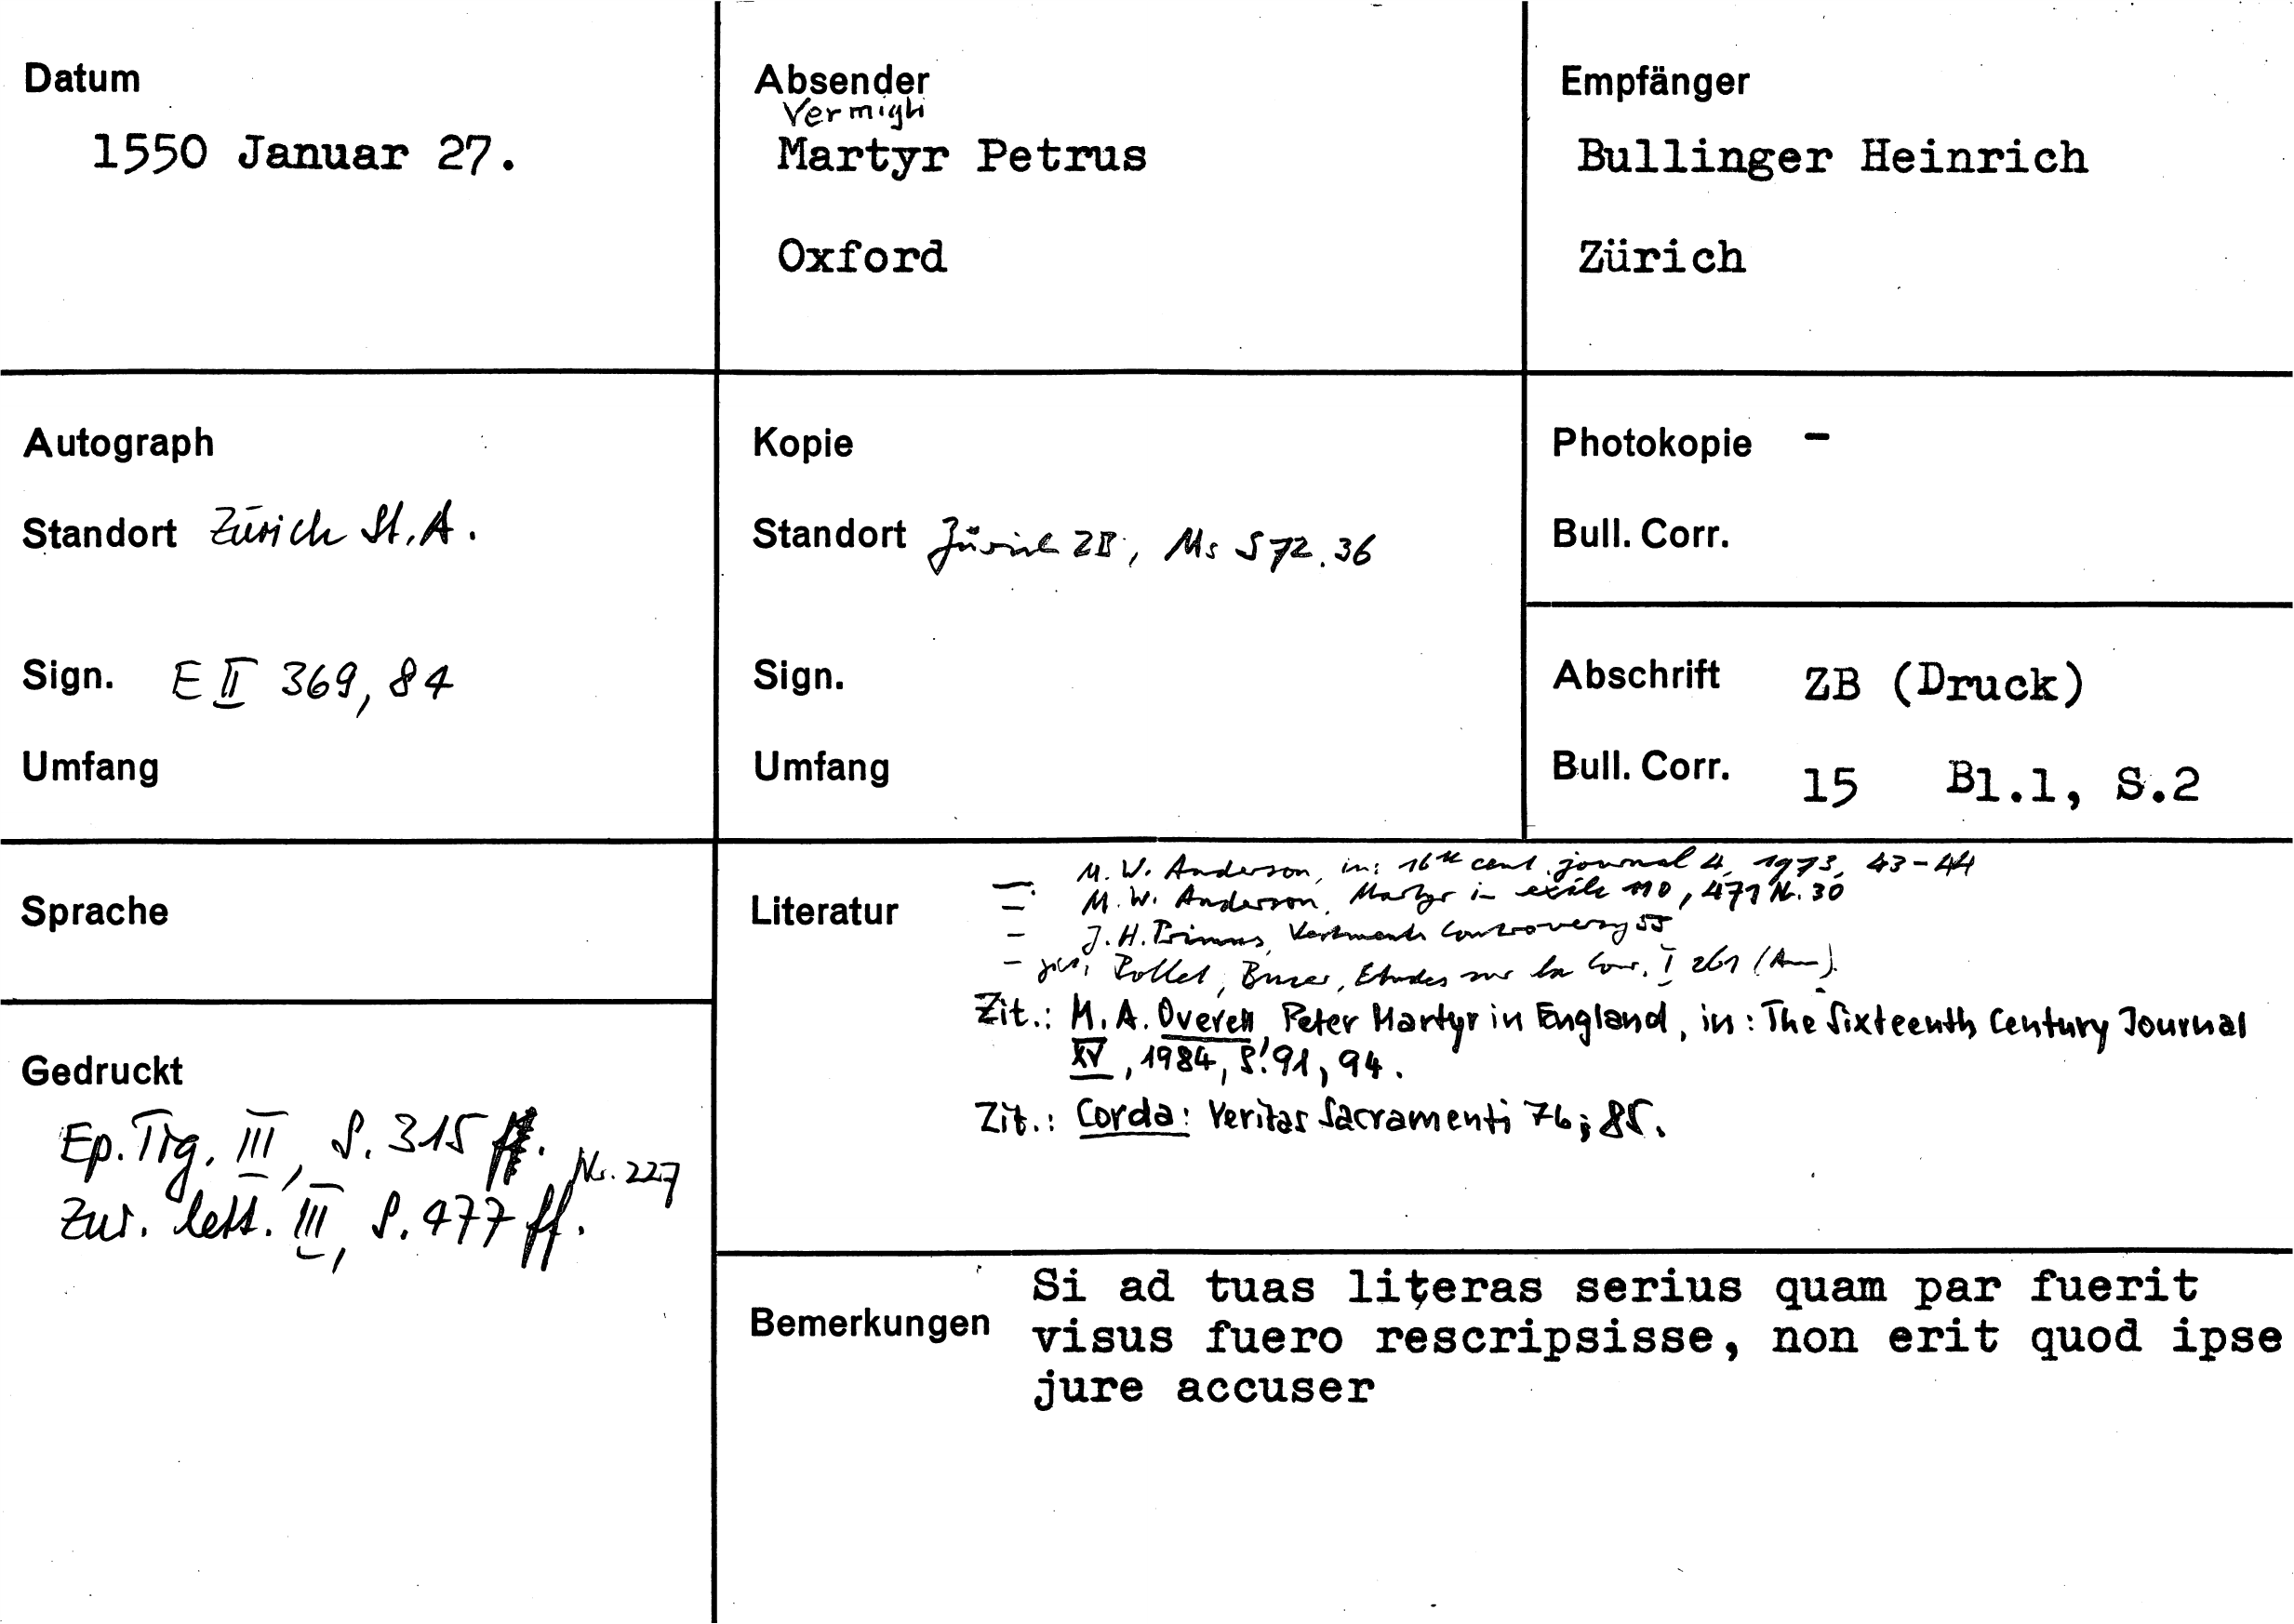 Datum
1550 Januar 27.
Absender
Vermigli
Martyr Petrus
Oxford
Empfänger
Bullinger Heinrich
Zürich
Autograph
Standort Zürich St.A.
Sign. E II 369, 84
Umfang
Kopie
Standort Zürich ZB, Ms S 72.36
Sign.
Umfang
Photokopie -
Bull. Corr.
Abschrift ZB (Druck)
Bull. Corr. 15 Bl.1, S.2
Sprache
Gedruckt
Ep. Tig. III, S. 315 ff.
Zur. lett. III, S. 477 ff. Nr. 227
Literatur
- M. W. Anderson, in: 16th cent. journal 4, 1973, 43-44
- M. W. Anderson, Martyr in exile 110, 471 N. 30
- J. H. Primus, Vestments Controversy 55
- Pollet, Bucer, Etudes sur la Corr. I 261 (Anm.)
Zit.: M. A. Overell, Peter Martyr in England, in: The Sixteenth Century Journal
XV, 1984, S. 91, 94.
Zit.: Corda: Veritas Sacramenti 76; 85.
Bemerkungen
Si ad tuas literas serius quam par fuerit
visus fuero rescripsisse, non erit quod ipse
jure accuser